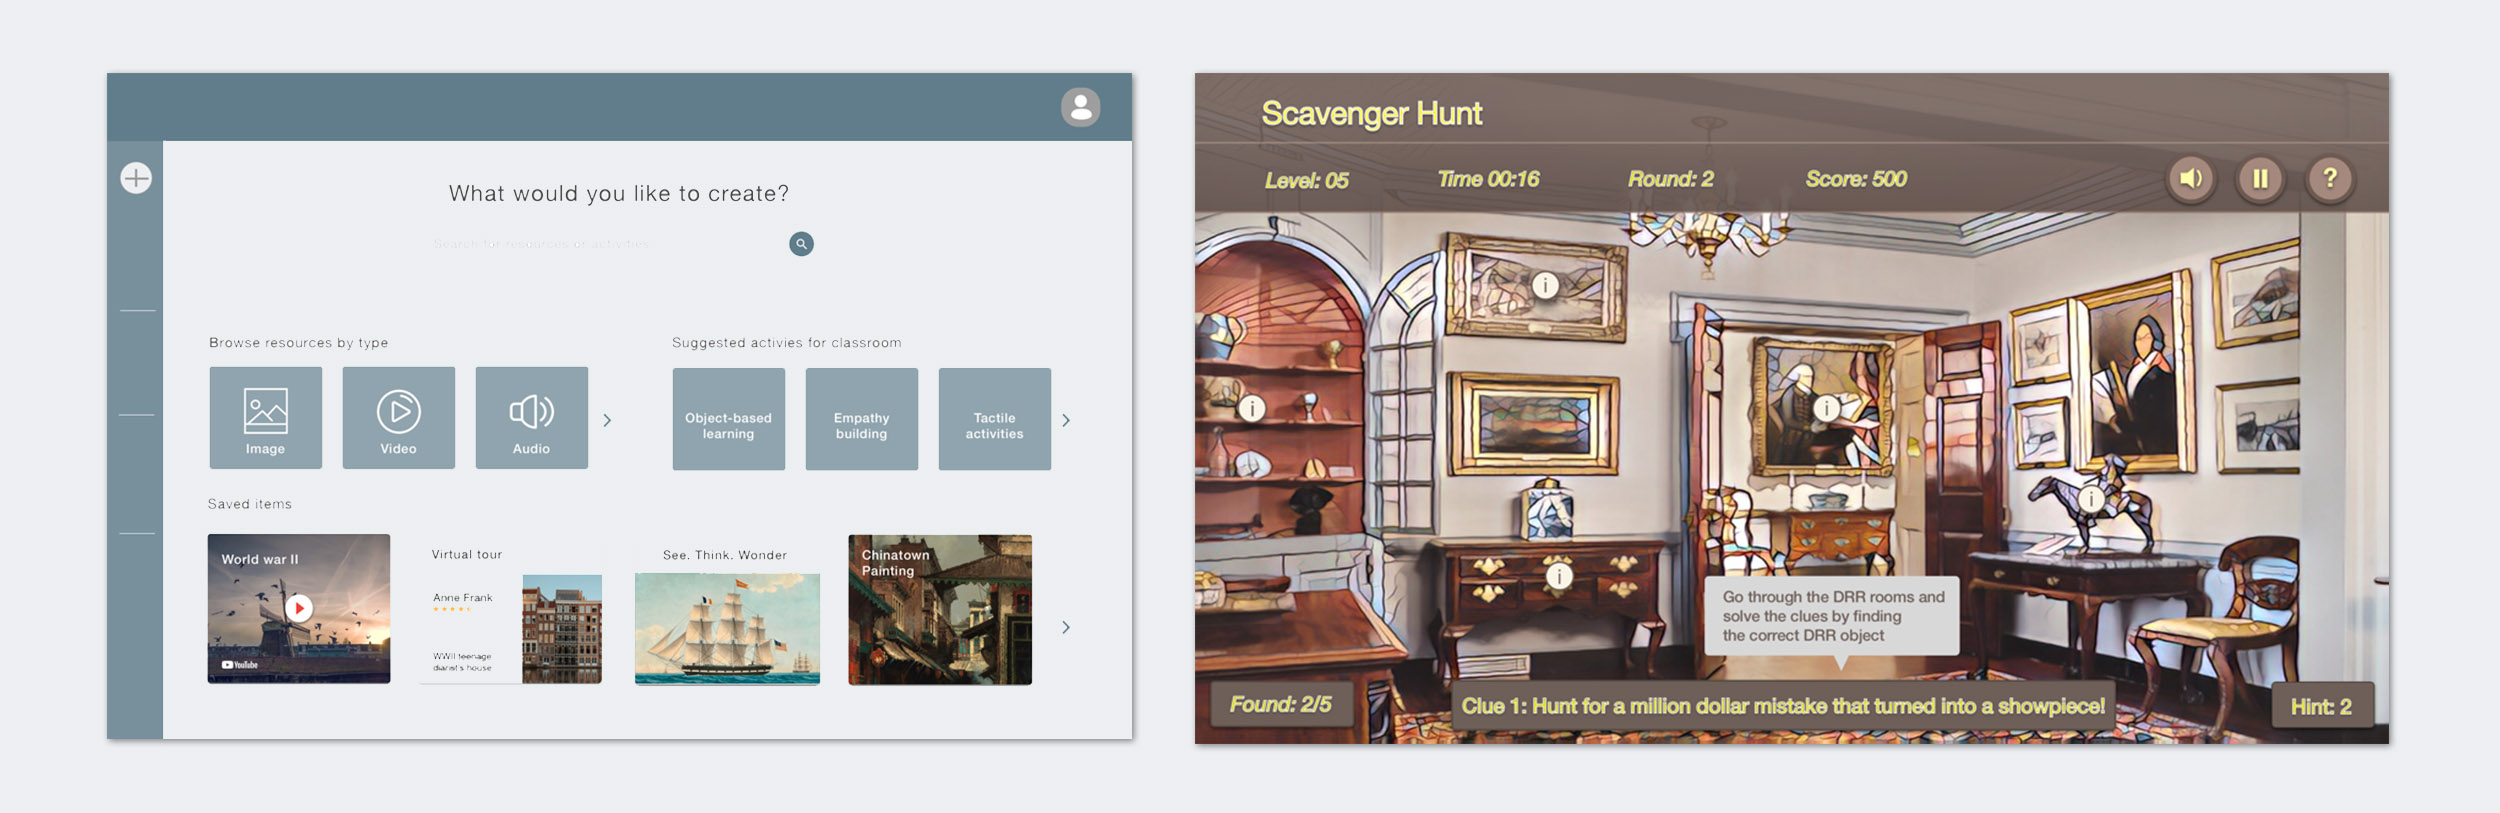 What would you like to create?
Search for resources or activities
Browse resources by type
Image
Video
Audio
Suggested activies for classroom
Object-based
learning
Empathy
building
Tactile
activities
Saved items
World war II
YouTube
Virtual tour
Anne Frank
WWII teenage
diarist's house
See. Think. Wonder
Chinatown
Painting
Scavenger Hunt
Level: 05
Time 00:16
Round: 2
Score: 500
?
i
i
i
i
i
Go through the DRR rooms and
solve the clues by finding
the correct DRR object
Found: 2/5
Clue 1: Hunt for a million dollar mistake that turned into a showpiece!
Hint: 2